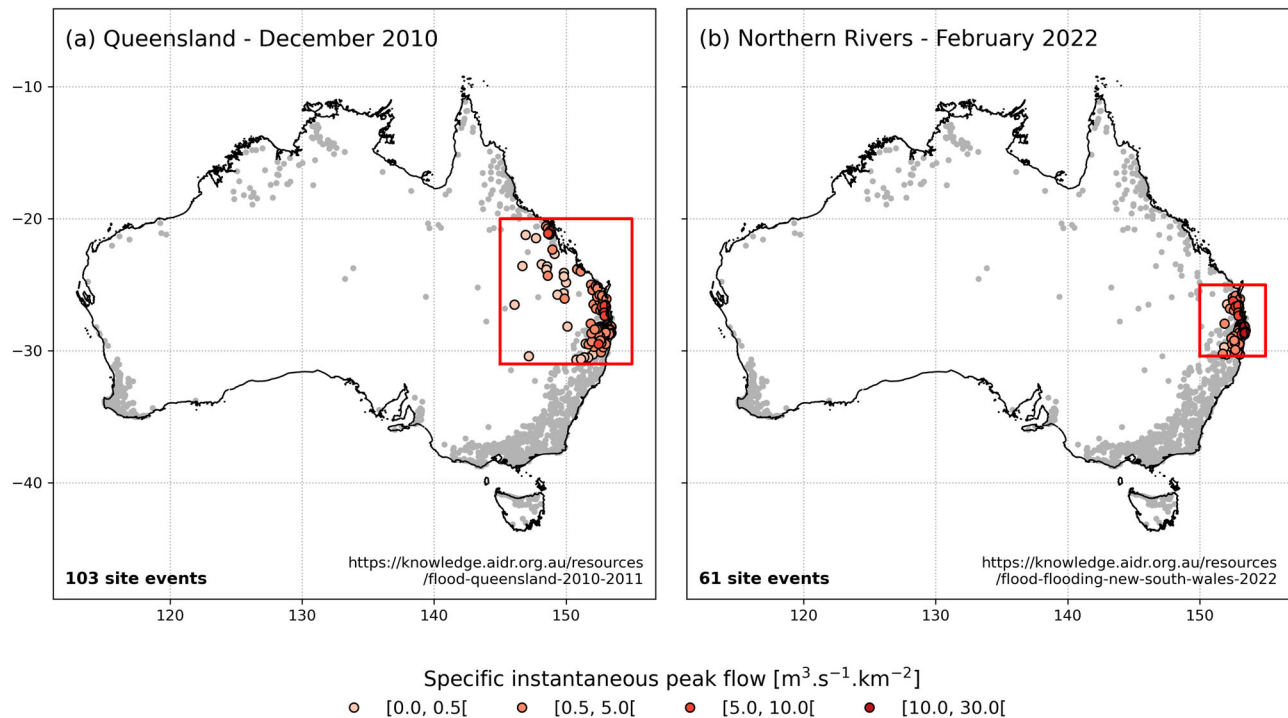 (a) Queensland - December 2010
(b) Northern Rivers - February 2022
−10
−20
−30
−40
https://knowledge.aidr.org.au/resources
/flood-queensland-2010-2011
103 site events
https://knowledge.aidr.org.au/resources
/flood-flooding-new-south-wales-2022
61 site events
120
130
140
150
120
130
140
150
Specific instantaneous peak flow [m³.s⁻¹.km⁻²]
[0.0, 0.5[
[0.5, 5.0[
[5.0, 10.0[
[10.0, 30.0[